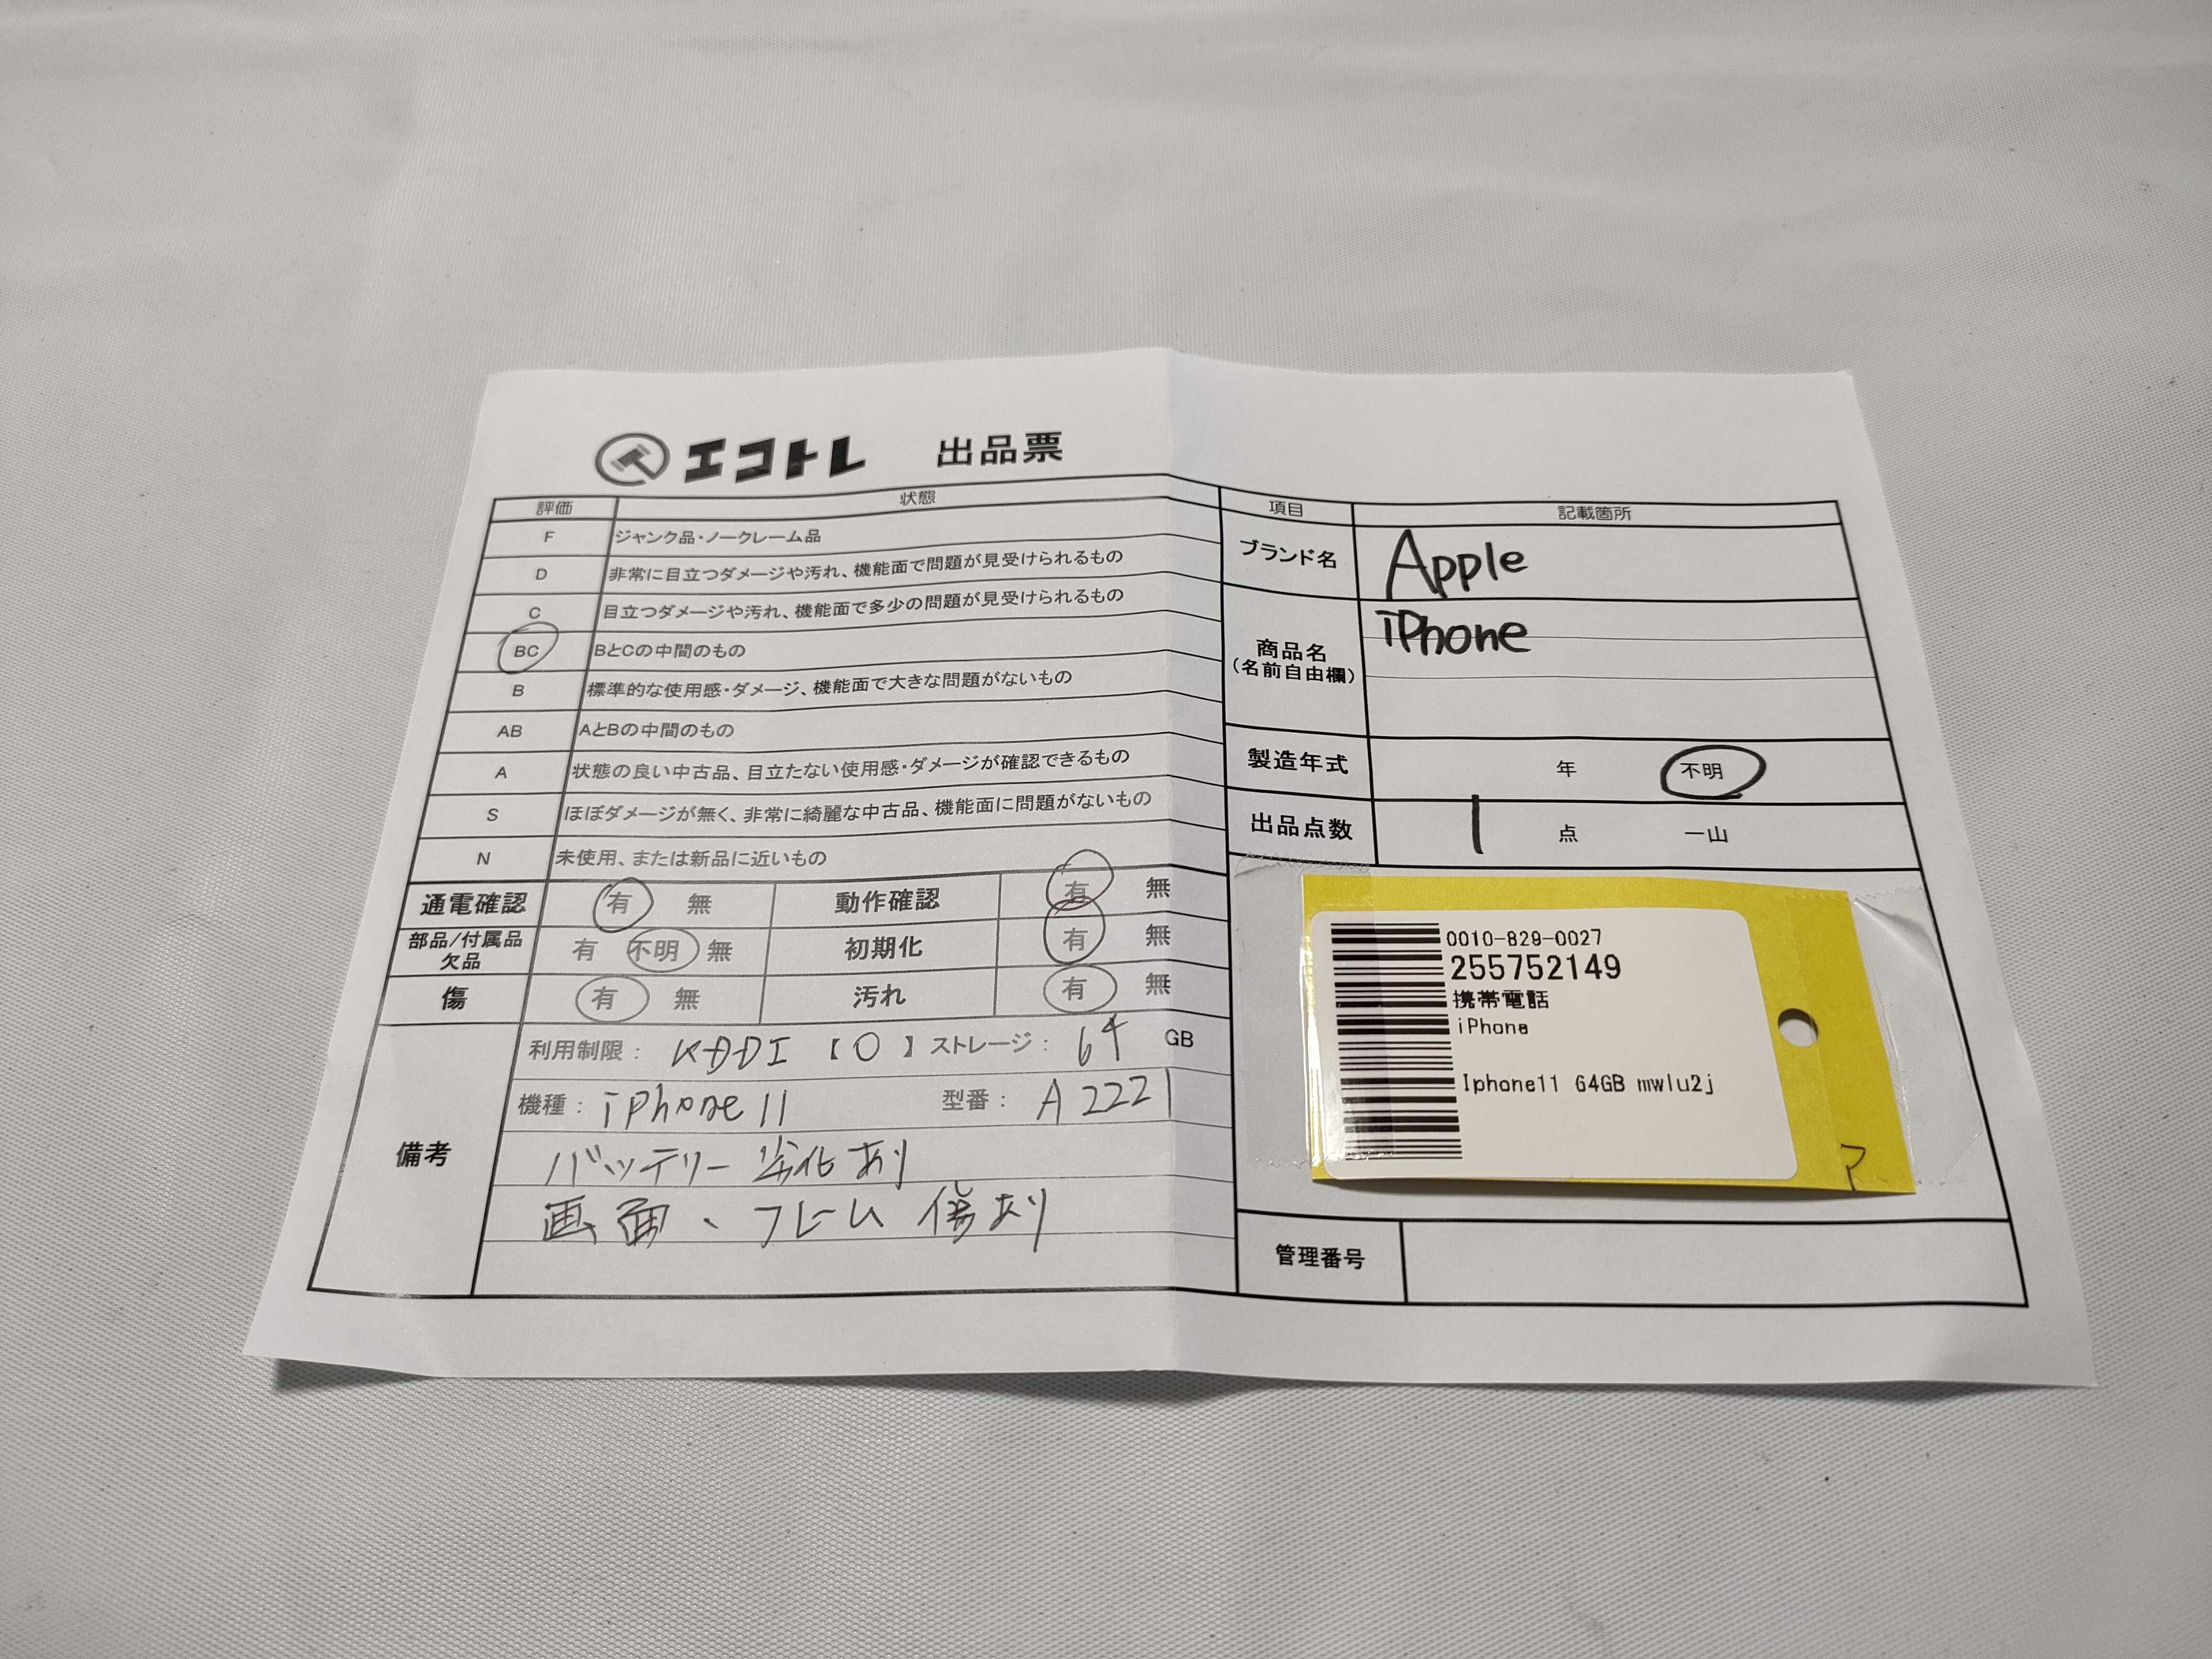 エコトレ 出品票
評価 状態
F ジャンク品・ノークレーム品
D 非常に目立つダメージや汚れ、機能面で問題が見受けられるもの
C 目立つダメージや汚れ、機能面で多少の問題が見受けられるもの
BC BとCの中間のもの
B 標準的な使用感・ダメージ、機能面で大きな問題がないもの
AB AとBの中間のもの
A 状態の良い中古品、目立たない使用感・ダメージが確認できるもの
S ほぼダメージが無く、非常に綺麗な中古品、機能面に問題がないもの
N 未使用、または新品に近いもの
通電確認 有 無 動作確認 有 無
部品/付属品
欠品 有 不明 無 初期化 有 無
傷 有 無 汚れ 有 無
備考
利用制限： KDDI 【 〇 】 ストレージ： 64 GB
機種： iPhone 11 型番： A 2221
バッテリー 劣化 あり
画面、フレーム 傷あり
項目 記載箇所
ブランド名 Apple
商品名
(名前自由欄)
iPhone
製造年式 年 不明
出品点数 1 点 一山
0010-829-0027
255752149
携帯電話
iPhone
Iphone11 64GB mwlu2j
ア
管理番号